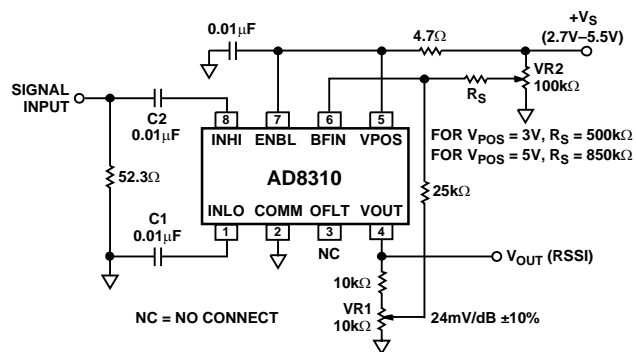 0.01μF
4.7Ω
+VS
(2.7V–5.5V)
SIGNAL
INPUT
C2
0.01μF
RS
VR2
100kΩ
8 7 6 5
INHI ENBL BFIN VPOS
FOR VPOS = 3V, RS = 500kΩ
FOR VPOS = 5V, RS = 850kΩ
52.3Ω
AD8310
25kΩ
C1
0.01μF
INLO COMM OFLT VOUT
1 2 3 4
NC
VOUT (RSSI)
10kΩ
VR1
10kΩ
24mV/dB ±10%
NC = NO CONNECT